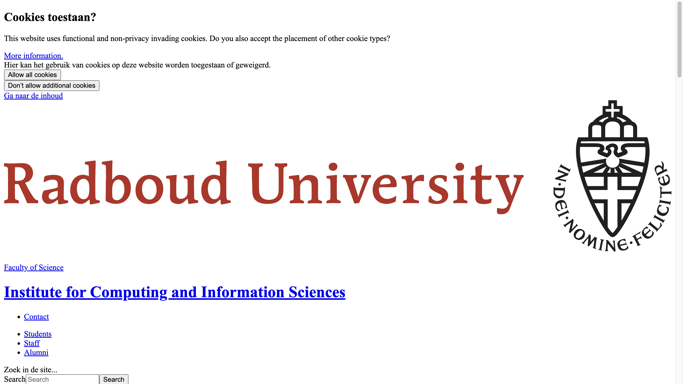 Cookies toestaan?
This website uses functional and non-privacy invading cookies. Do you also accept the placement of other cookie types?
More information.
Hier kan het gebruik van cookies op deze website worden toegestaan of geweigerd.
Allow all cookies
Don't allow additional cookies
Ga naar de inhoud
Radboud University
IN·DEI·NOMINE·FELICITER
Faculty of Science
Institute for Computing and Information Sciences
Contact
Students
Staff
Alumni
Zoek in de site...
Search Search Search